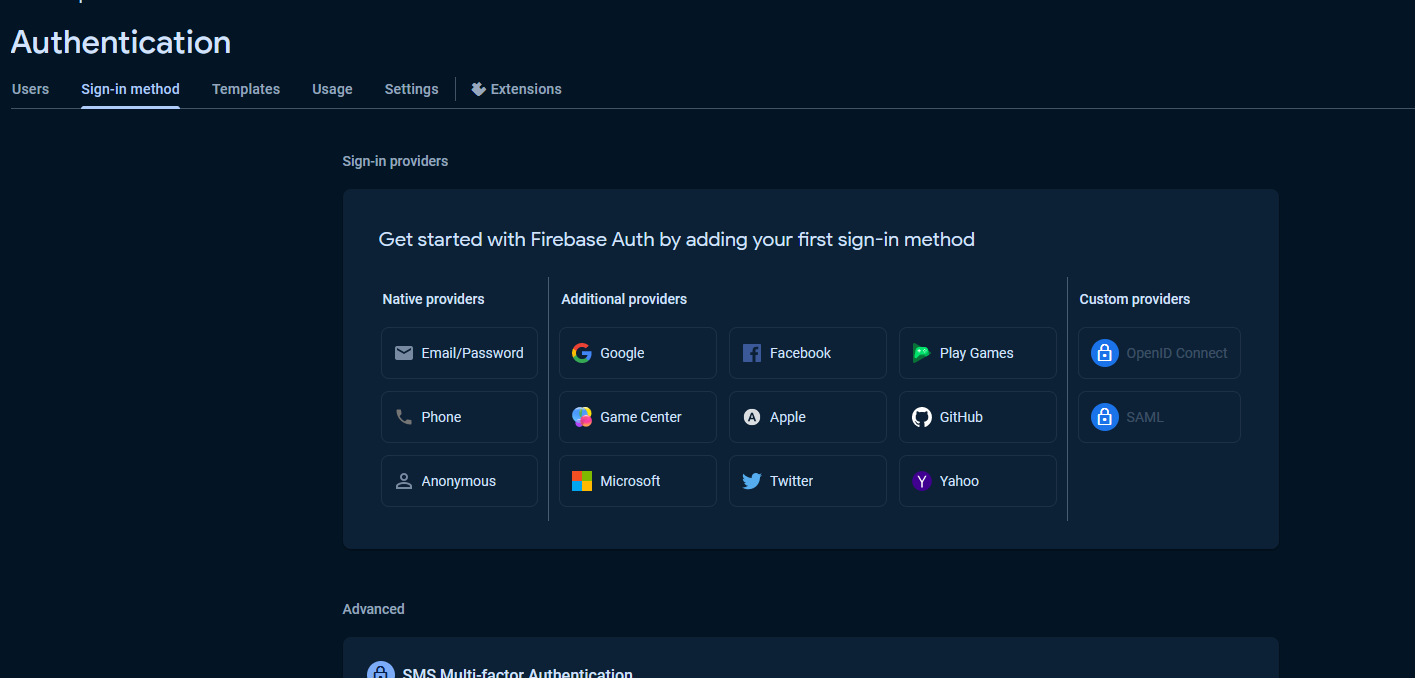 Authentication
Users Sign-in method Templates Usage Settings Extensions
Sign-in providers
Get started with Firebase Auth by adding your first sign-in method
Native providers Additional providers Custom providers
Email/Password Google Facebook Play Games OpenID Connect
Phone Game Center Apple GitHub SAML
Anonymous Microsoft Twitter Yahoo
Advanced
SMS Multi-factor Authentication